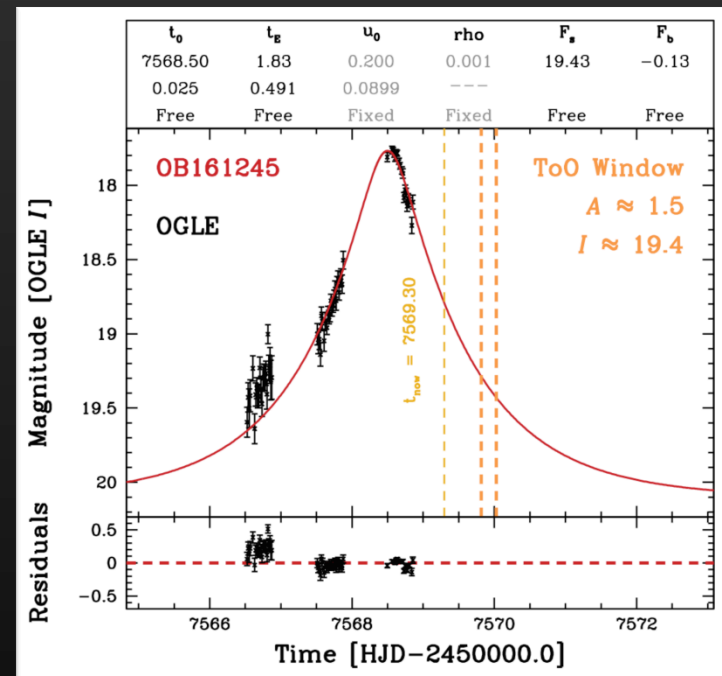 t₀ t_E u₀ rho F_s F_b
7568.50 1.83 0.200 0.001 19.43 −0.13
0.025 0.491 0.0899 ---
Free Free Fixed Fixed Free Free
OB161245
OGLE
ToO Window
A ≈ 1.5
I ≈ 19.4
t_now = 7569.30
Magnitude [OGLE I]
18
18.5
19
19.5
20
Residuals
0.5
0
−0.5
7566 7568 7570 7572
Time [HJD−2450000.0]